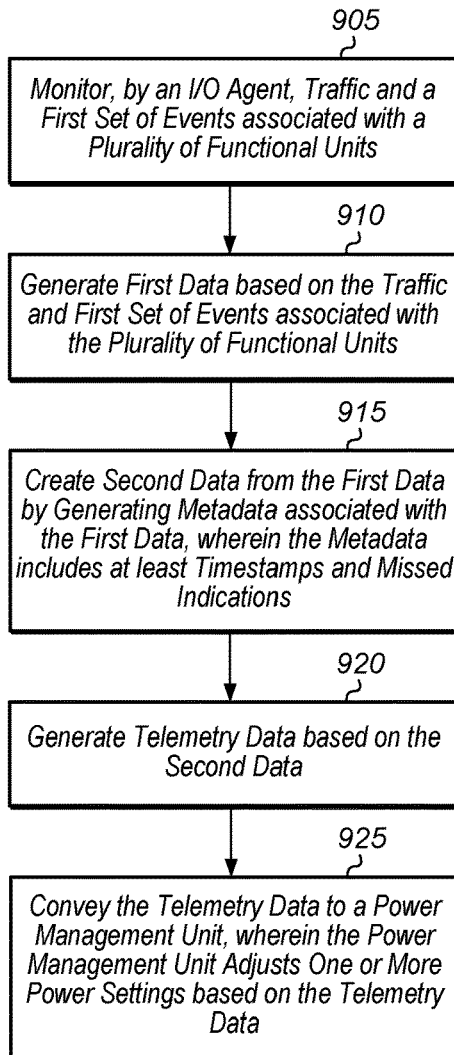 905
Monitor, by an I/O Agent, Traffic and a
First Set of Events associated with a
Plurality of Functional Units
910
Generate First Data based on the Traffic
and First Set of Events associated with
the Plurality of Functional Units
915
Create Second Data from the First Data
by Generating Metadata associated with
the First Data, wherein the Metadata
includes at least Timestamps and Missed
Indications
920
Generate Telemetry Data based on the
Second Data
925
Convey the Telemetry Data to a Power
Management Unit, wherein the Power
Management Unit Adjusts One or More
Power Settings based on the Telemetry
Data